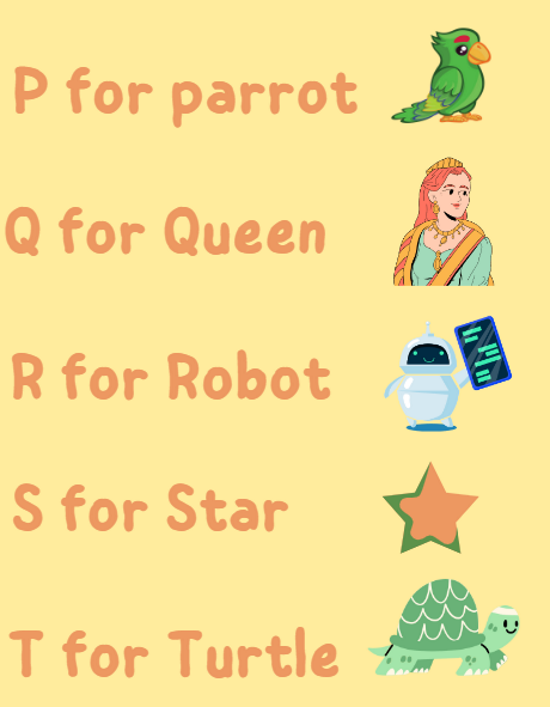 P for parrot
Q for Queen
R for Robot
S for Star
T for Turtle